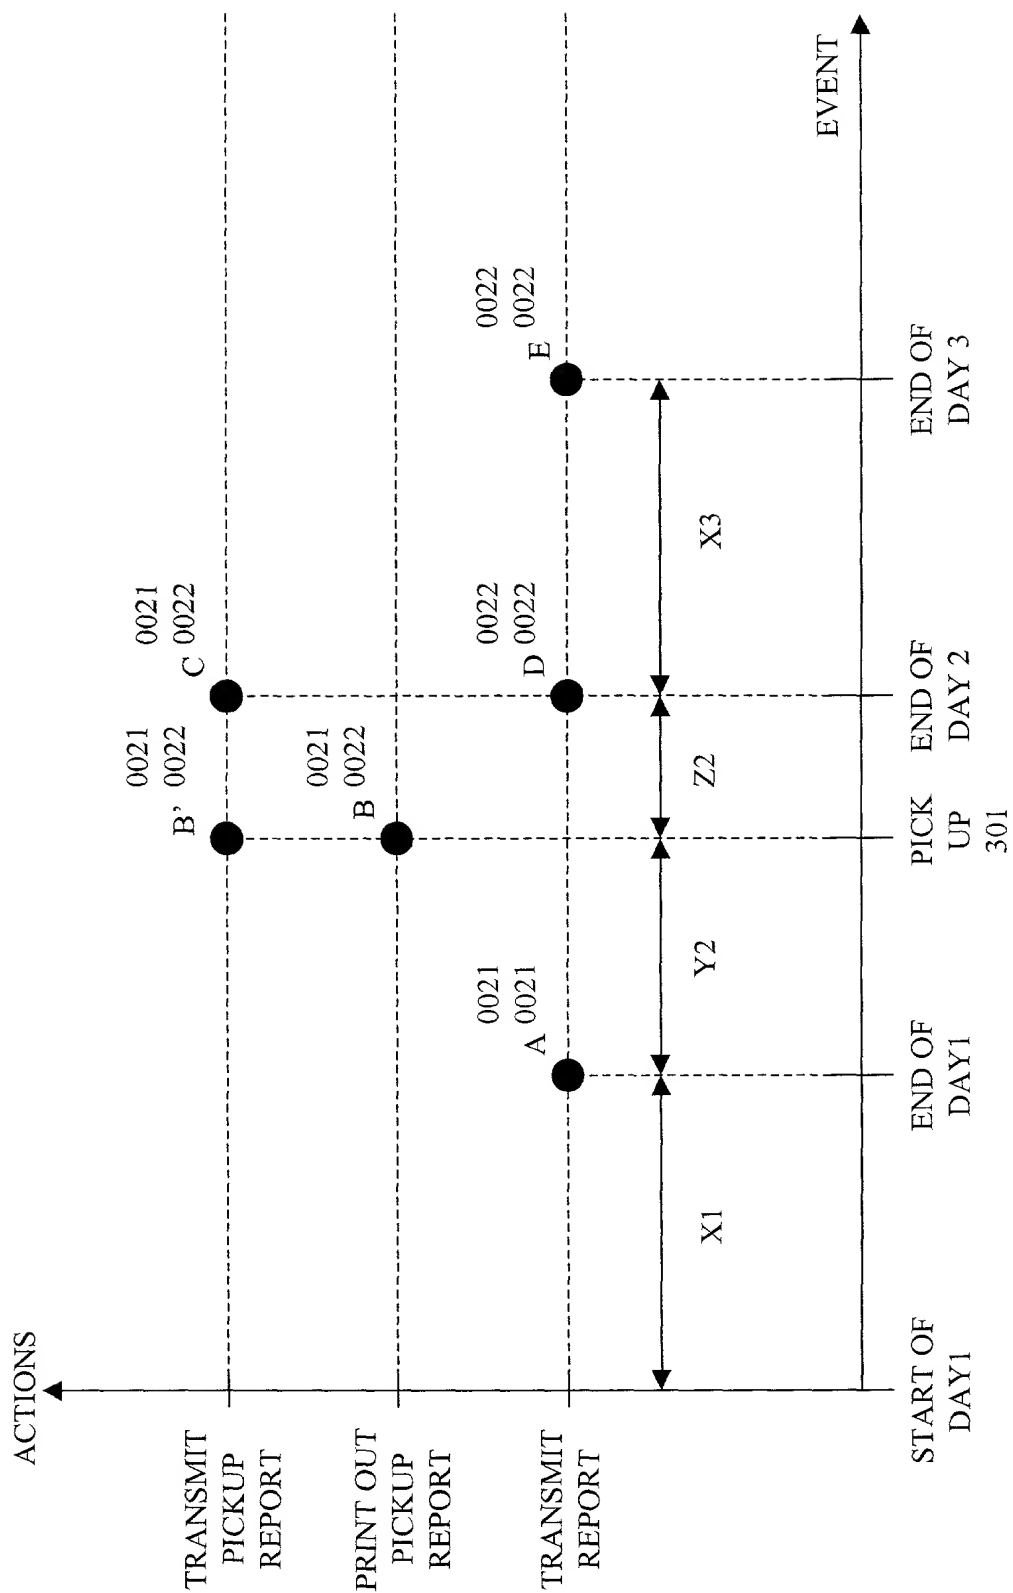 ACTIONS
TRANSMIT
PICKUP
REPORT
PRINT OUT
PICKUP
REPORT
TRANSMIT
REPORT
B'
0021
0022
C
0021
0022
B
0021
0022
A
0021
0021
D
0022
0022
E
0022
0022
X1
Y2
Z2
X3
EVENT
START OF
DAY1
END OF
DAY1
PICK
UP
301
END OF
DAY 2
END OF
DAY 3